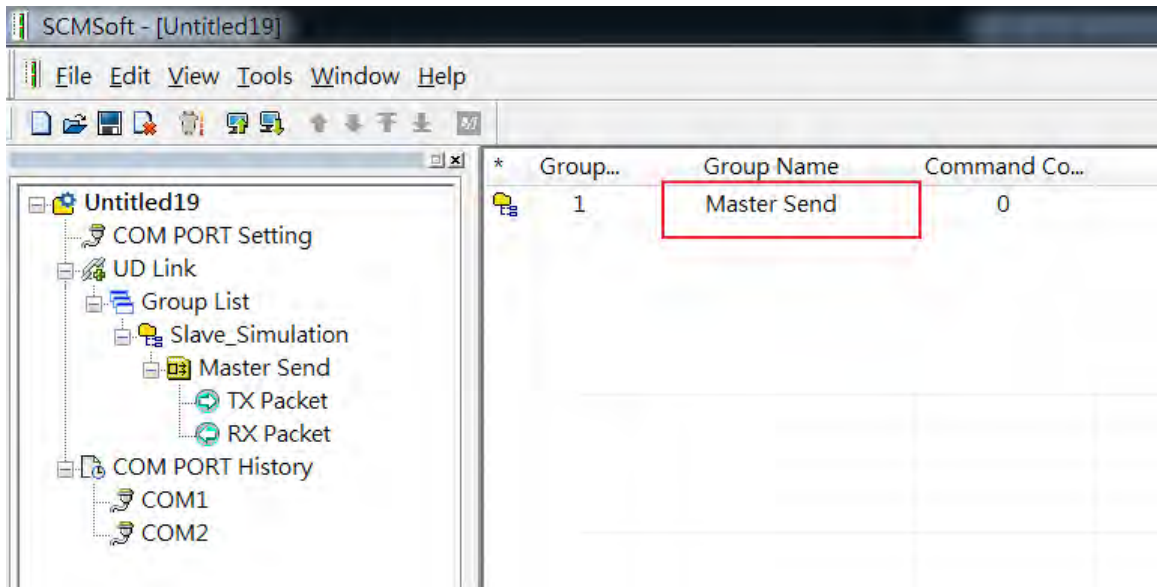 SCMSoft - [Untitled19]
File Edit View Tools Window Help
* Group... Group Name Command Co...
1 Master Send 0
Untitled19
COM PORT Setting
UD Link
Group List
Slave_Simulation
Master Send
TX Packet
RX Packet
COM PORT History
COM1
COM2